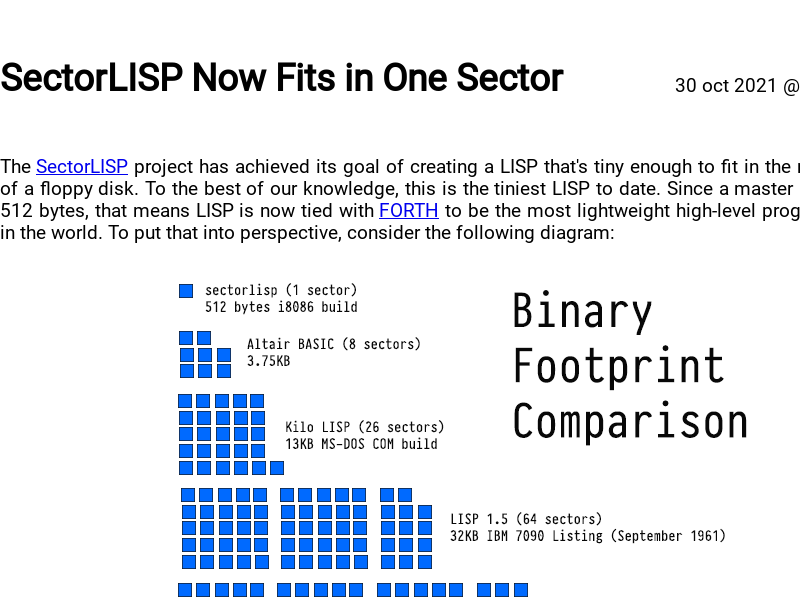 SectorLISP Now Fits in One Sector
30 oct 2021 @
The SectorLISP project has achieved its goal of creating a LISP that's tiny enough to fit in the
of a floppy disk. To the best of our knowledge, this is the tiniest LISP to date. Since a master
512 bytes, that means LISP is now tied with FORTH to be the most lightweight high-level prog
in the world. To put that into perspective, consider the following diagram:
sectorlisp (1 sector)
512 bytes i8086 build
Binary
Footprint
Comparison
Altair BASIC (8 sectors)
3.75KB
Kilo LISP (26 sectors)
13KB MS-DOS COM build
LISP 1.5 (64 sectors)
32KB IBM 7090 Listing (September 1961)